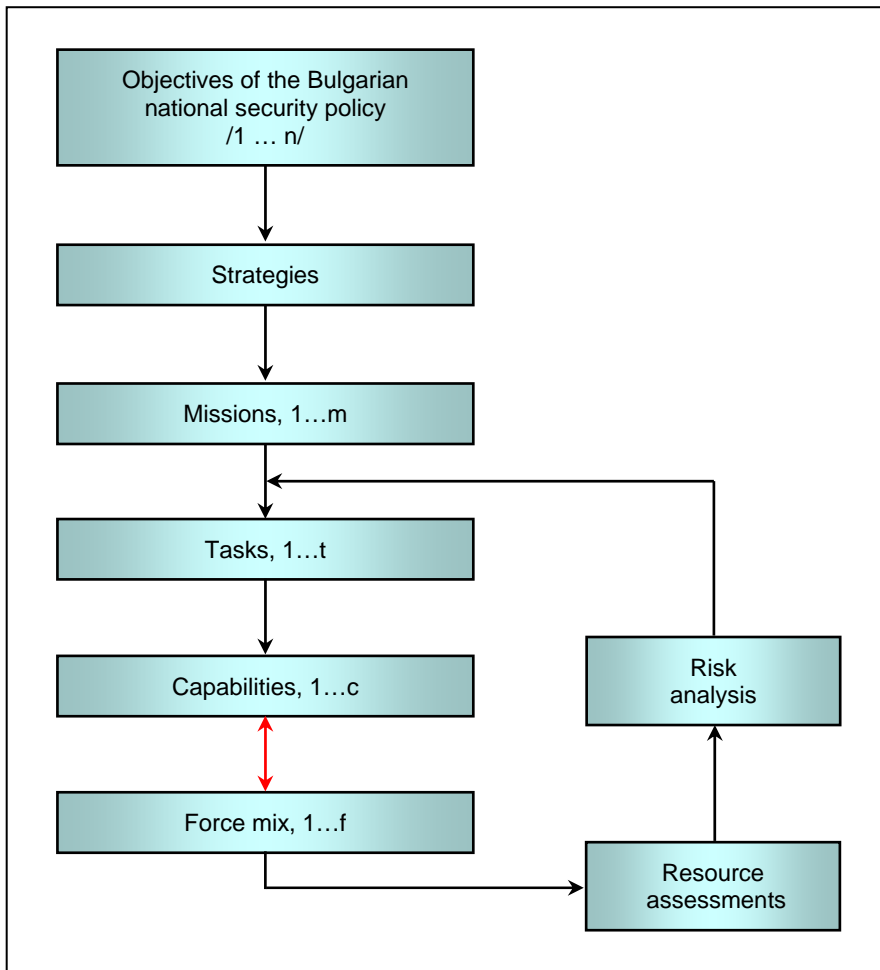 Objectives of the Bulgarian
national security policy
/1 … n/
Strategies
Missions, 1…m
Tasks, 1…t
Capabilities, 1…c
Force mix, 1…f
Risk
analysis
Resource
assessments